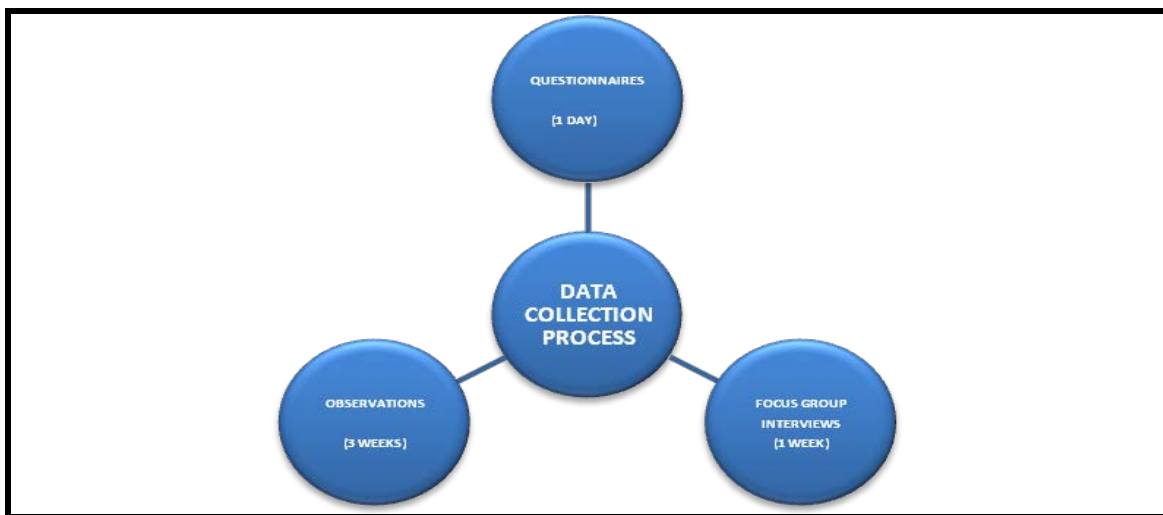 QUESTIONNAIRES
(1 DAY)
DATA
COLLECTION
PROCESS
OBSERVATIONS
(3 WEEKS)
FOCUS GROUP
INTERVIEWS
(1 WEEK)